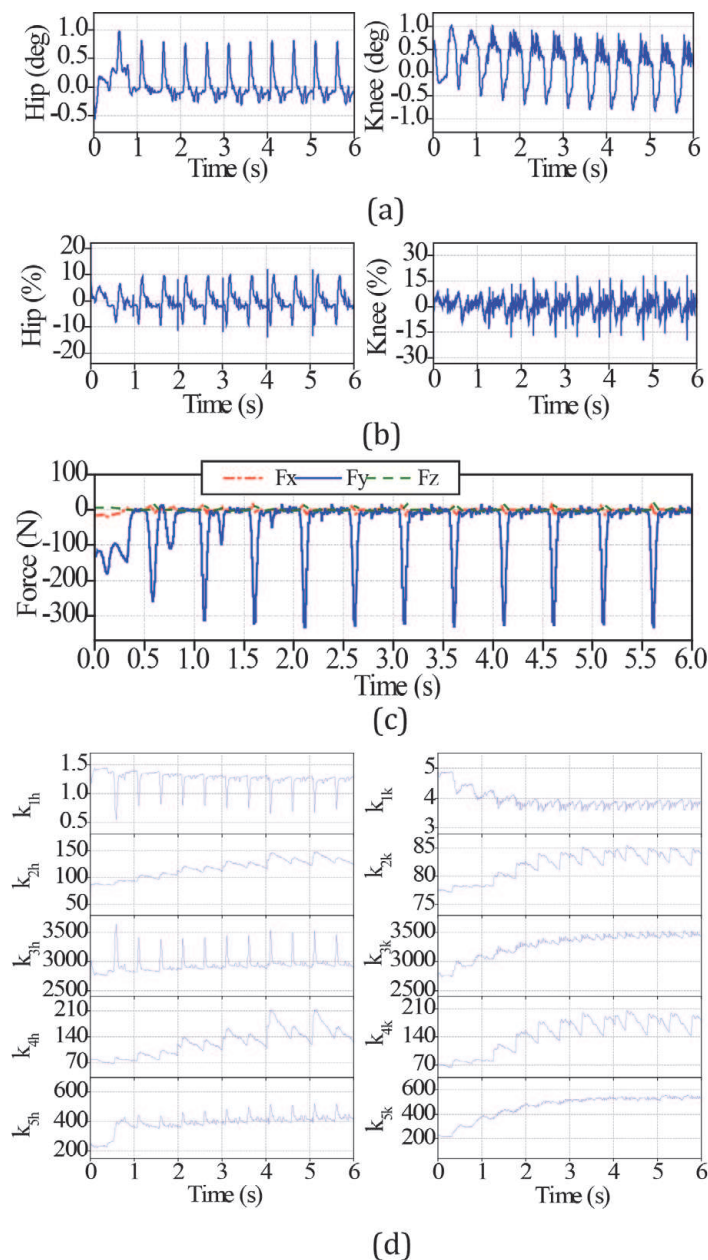 1.0
0.5
0.0
-0.5
Hip (deg)
0 1 2 3 4 5 6
Time (s)
1.0
0.5
0.0
-0.5
-1.0
Knee (deg)
0 1 2 3 4 5 6
Time (s)
(a)
20
10
0
-10
-20
Hip (%)
0 1 2 3 4 5 6
Time (s)
30
15
0
-15
-30
Knee (%)
0 1 2 3 4 5 6
Time (s)
(b)
100
0
-100
-200
-300
Force (N)
Fx Fy Fz
0.0 0.5 1.0 1.5 2.0 2.5 3.0 3.5 4.0 4.5 5.0 5.5 6.0
Time (s)
(c)
k1h
1.5
1.0
0.5
k2h
150
100
50
k3h
3500
3000
2500
k4h
210
140
70
k5h
600
400
200
0 1 2 3 4 5 6
Time (s)
k1k
5
4
3
k2k
85
80
75
k3k
3500
3000
2500
k4k
210
140
70
k5k
600
400
200
0 1 2 3 4 5 6
Time (s)
(d)